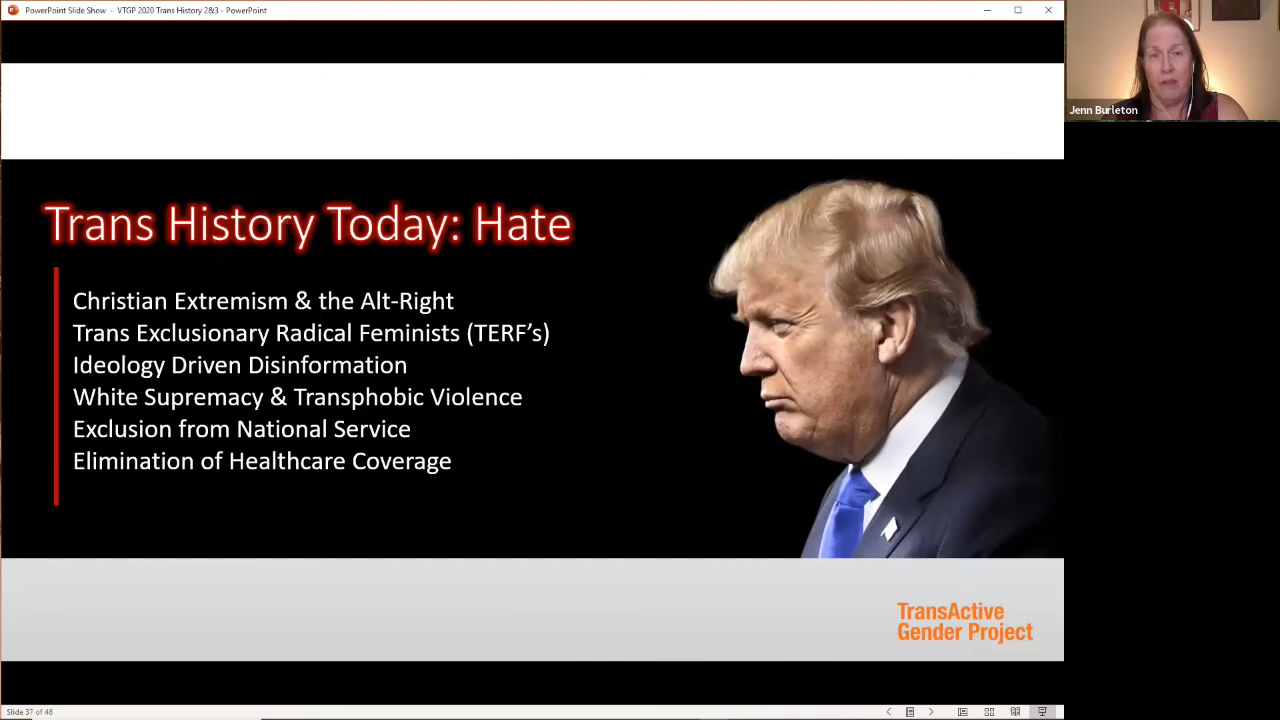 PowerPoint Slide Show - VTGP 2020 Trans History 2&3 - PowerPoint
Jenn Burleton
Trans History Today: Hate
Christian Extremism & the Alt-Right
Trans Exclusionary Radical Feminists (TERF's)
Ideology Driven Disinformation
White Supremacy & Transphobic Violence
Exclusion from National Service
Elimination of Healthcare Coverage
TransActive
Gender Project
Slide 37 of 48